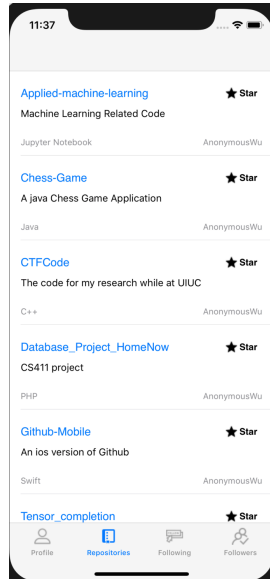 11:37
Applied-machine-learning Star
Machine Learning Related Code
Jupyter Notebook AnonymousWu
Chess-Game Star
A java Chess Game Application
Java AnonymousWu
CTFCode Star
The code for my research while at UIUC
C++ AnonymousWu
Database_Project_HomeNow Star
CS411 project
PHP AnonymousWu
Github-Mobile Star
An ios version of Github
Swift AnonymousWu
Tensor_completion Star
Profile Repositories Following Followers